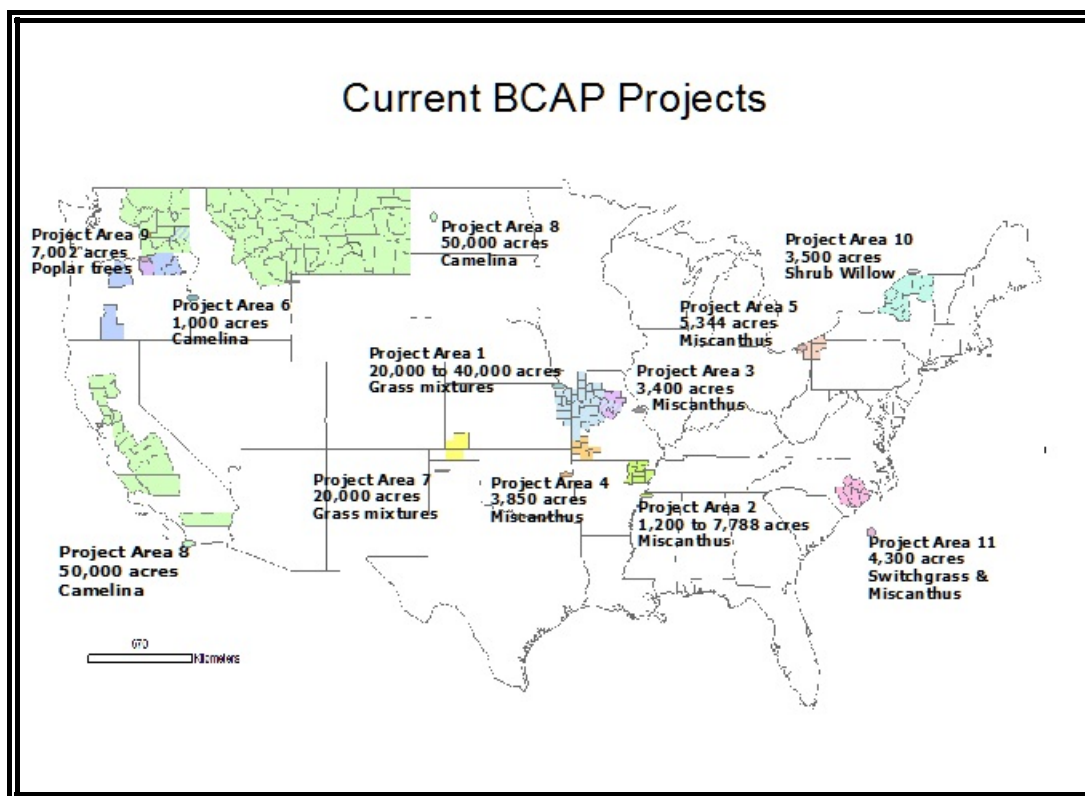 Current BCAP Projects
Project Area 9
7,002 acres
Poplar trees
Project Area 8
50,000 acres
Camelina
Project Area 10
3,500 acres
Shrub Willow
Project Area 6
1,000 acres
Camelina
Project Area 5
5,344 acres
Miscanthus
Project Area 1
20,000 to 40,000 acres
Grass mixtures
Project Area 3
3,400 acres
Miscanthus
Project Area 7
20,000 acres
Grass mixtures
Project Area 4
3,850 acres
Miscanthus
Project Area 2
1,200 to 7,788 acres
Miscanthus
Project Area 11
4,300 acres
Switchgrass &
Miscanthus
Project Area 8
50,000 acres
Camelina
670
Kilometers